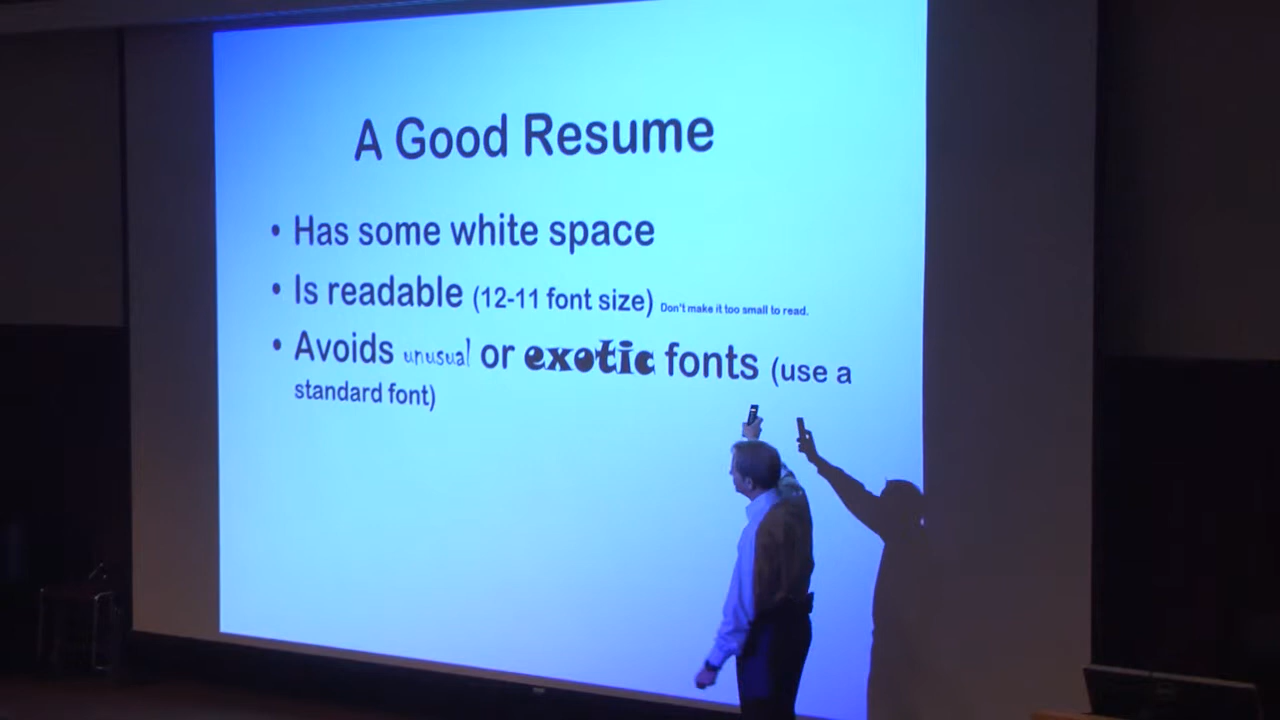 A Good Resume
• Has some white space
• Is readable (12-11 font size) Don't make it too small to read.
• Avoids unusual or exotic fonts (use a
standard font)